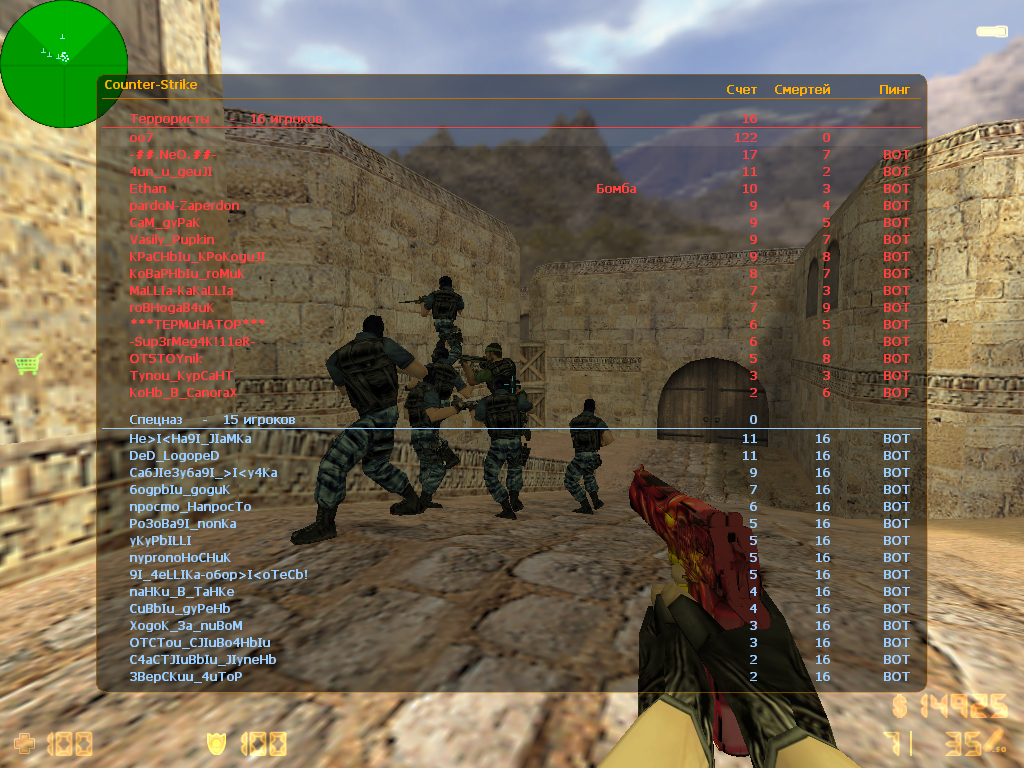 Counter-Strike
Счет Смертей Пинг
Террористы - 16 игроков 16
oo7 122 0
-##.NeO.##- 17 7 BOT
4un_u_geuJI 11 2 BOT
Ethan Бомба 10 3 BOT
pardoN-Zaperdon 9 4 BOT
CaM_gyPaK 9 5 BOT
Vasily_Pupkin 9 7 BOT
KPaCHbIu_KPoKoguJI 9 8 BOT
KoBaPHbIu_roMuK 8 7 BOT
MaLLIa-KaKaLLIa 7 3 BOT
roBHoga84uK 7 9 BOT
***TEPMuHATOP*** 6 5 BOT
-Sup3rMeg4K!11eR- 6 6 BOT
OT5TOYnik 5 8 BOT
Tynou_KypCaHT 3 3 BOT
KoHb_B_CanoraX 2 6 BOT
Спецназ - 15 игроков 0
He>I<Ha9I_JIaMKa 11 16 BOT
DeD_LogopeD 11 16 BOT
Ca6JIe3y6a9I_>I<y4Ka 9 16 BOT
6ogpbIu_goguK 7 16 BOT
npocmo_HanpocTo 6 16 BOT
Po3oBa9I_nonKa 5 16 BOT
yKyPbILLI 5 16 BOT
nypronoHoCHuK 5 16 BOT
9I_4eLLIKa-o6op>I<oTeCb! 5 16 BOT
naHKu_B_TaHKe 4 16 BOT
CuBbIu_gyPeHb 4 16 BOT
XogoK_3a_nuBoM 3 16 BOT
OTCTou_CJIuBo4HbIu 3 16 BOT
C4aCTJIuBbIu_JIyneHb 2 16 BOT
3BepCKuu_4uToP 2 16 BOT
$ 14925
100 100 7 | 35